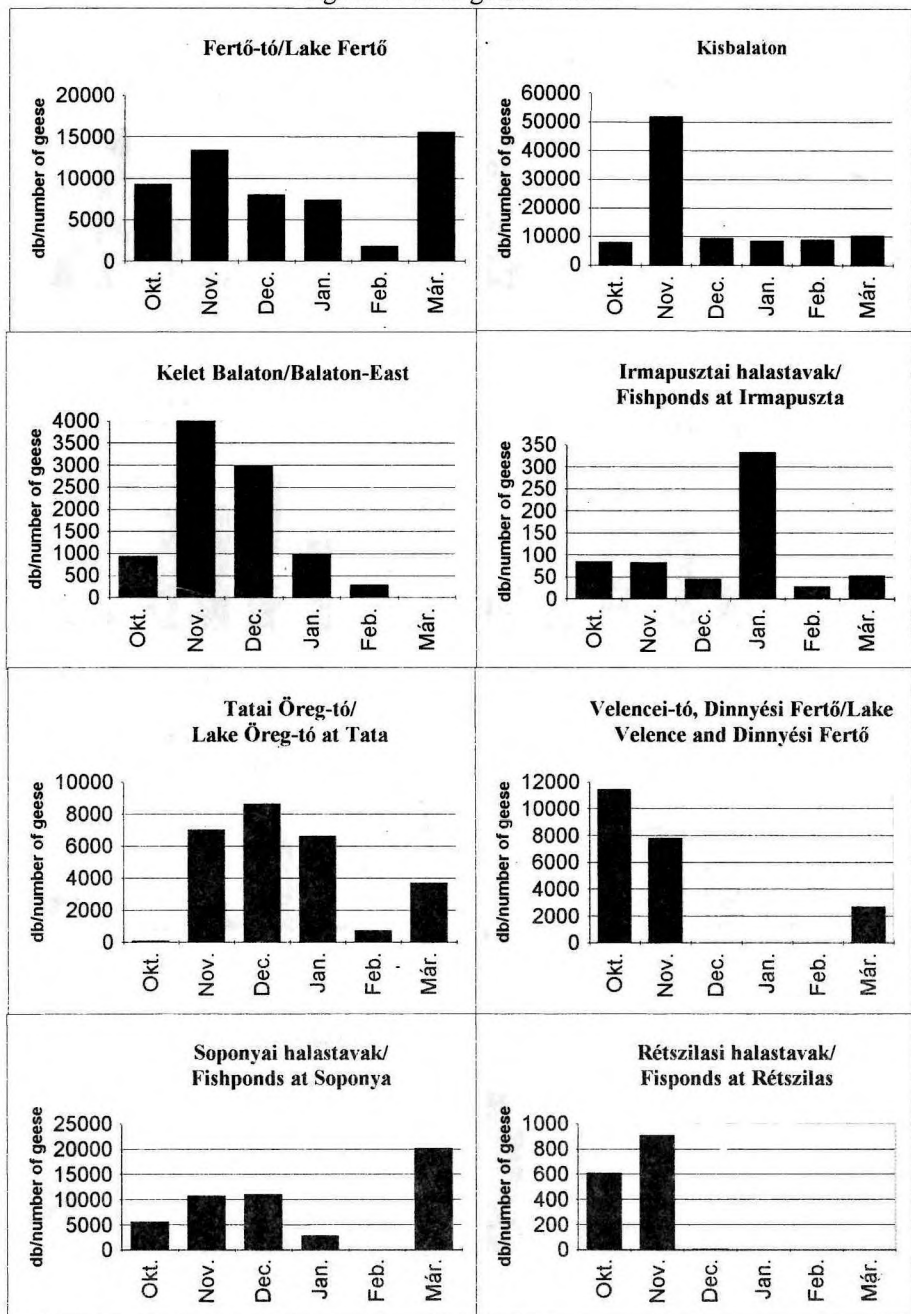 Fertő-tó/Lake Fertő
db/number of geese
20000
15000
10000
5000
0
Okt.
Nov.
Dec.
Jan.
Feb.
Már.
Kisbalaton
db/number of geese
60000
50000
40000
30000
20000
10000
0
Okt.
Nov.
Dec.
Jan.
Feb.
Már.
Kelet Balaton/Balaton-East
db/number of geese
4000
3500
3000
2500
2000
1500
1000
500
0
Okt.
Nov.
Dec.
Jan.
Feb.
Már.
Irmapusztai halastavak/
Fishponds at Irmapuszta
db/number of geese
350
300
250
200
150
100
50
0
Okt.
Nov.
Dec.
Jan.
Feb.
Már.
Tatai Öreg-tó/
Lake Öreg-tó at Tata
db/number of geese
10000
8000
6000
4000
2000
0
Okt.
Nov.
Dec.
Jan.
Feb.
Már.
Velencei-tó, Dinnyési Fertő/Lake
Velence and Dinnyési Fertő
db/number of geese
12000
10000
8000
6000
4000
2000
0
Okt.
Nov.
Dec.
Jan.
Feb.
Már.
Soponyai halastavak/
Fishponds at Soponya
db/number of geese
25000
20000
15000
10000
5000
0
Okt.
Nov.
Dec.
Jan.
Feb.
Már.
Rétszilasi halastavak/
Fisponds at Rétszilas
db/number of geese
1000
800
600
400
200
0
Okt.
Nov.
Dec.
Jan.
Feb.
Már.